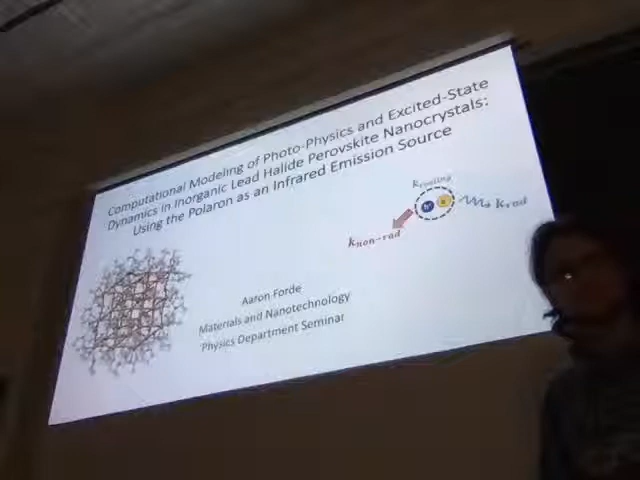 Computational Modeling of Photo-Physics and Excited-State
Dynamics in Inorganic Lead Halide Perovskite Nanocrystals:
Using the Polaron as an Infrared Emission Source
k_cooling
h⁺ e⁻
k_rad
k_non-rad
Aaron Forde
Materials and Nanotechnology
Physics Department Seminar